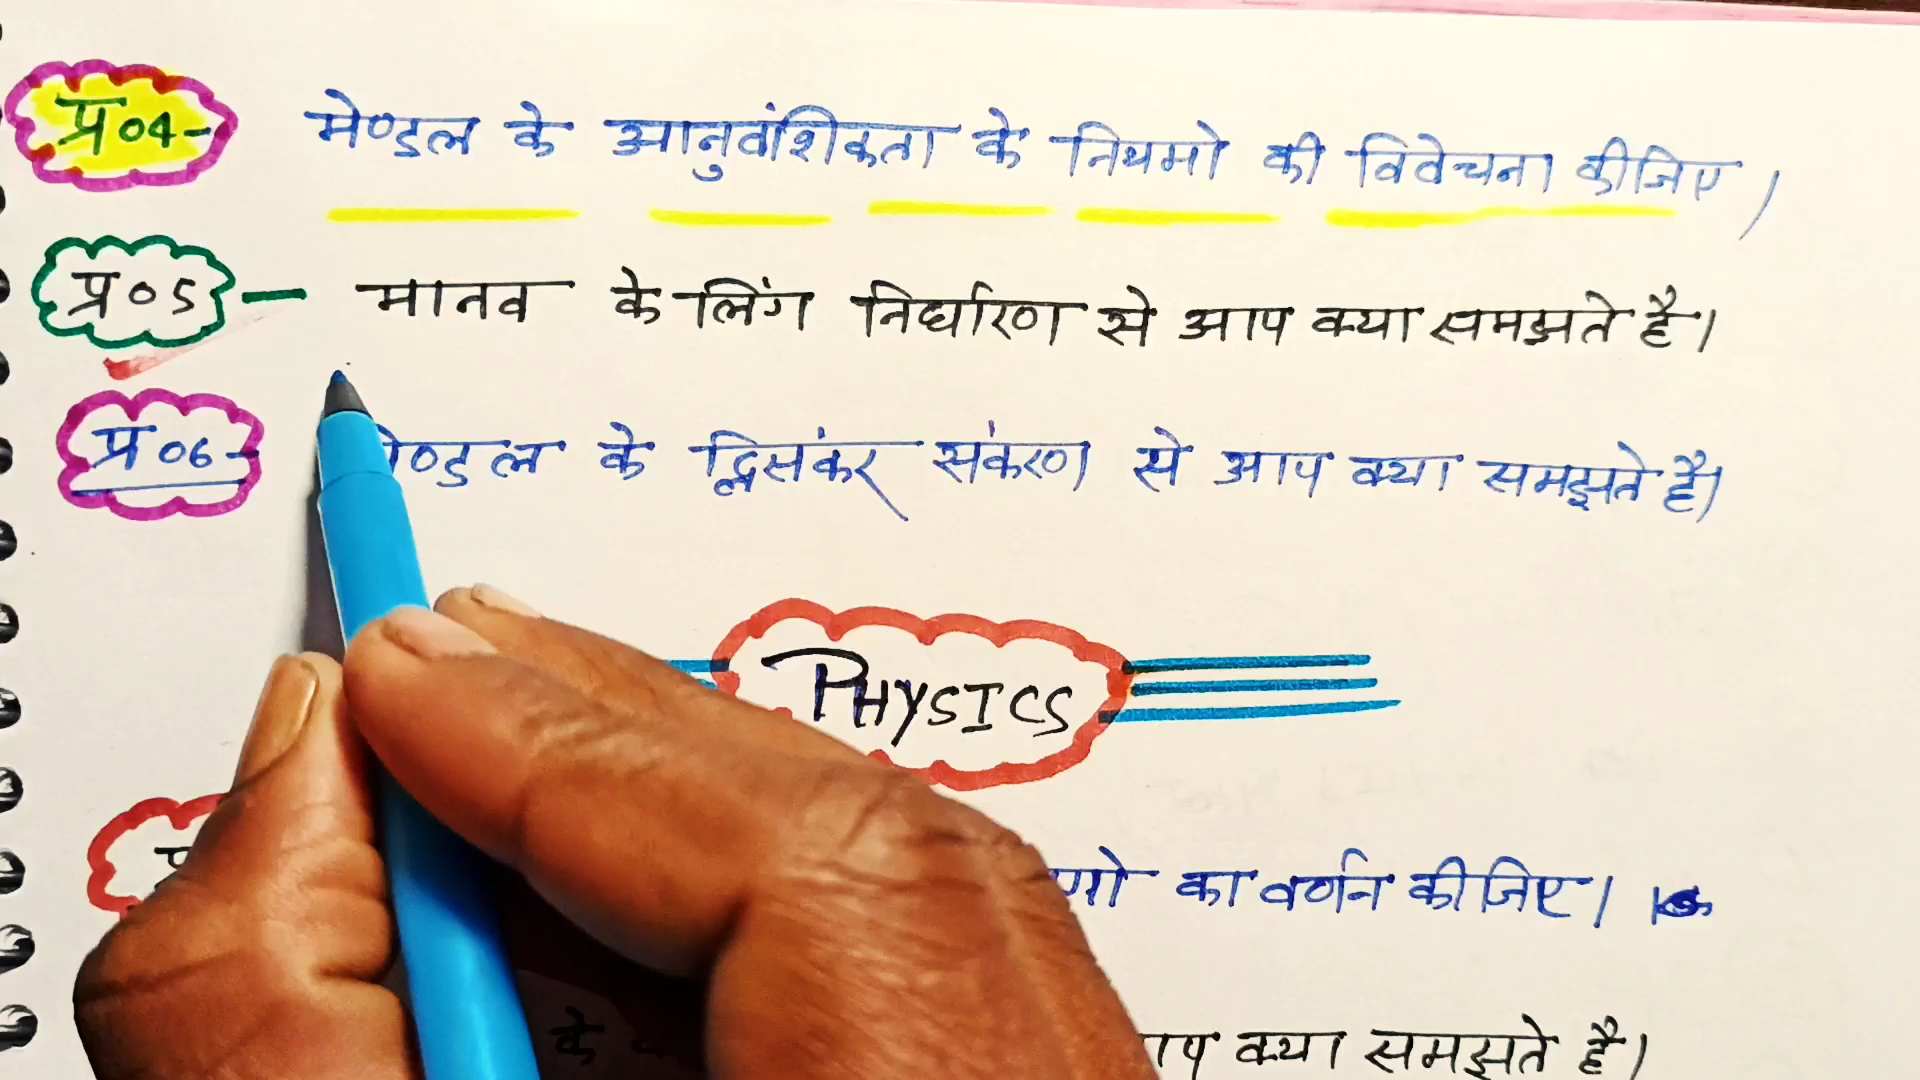 प्र04- मेण्डल के आनुवंशिकता के नियमो की विवेचना कीजिए।
प्र05 - मानव के लिंग निर्घारण से आप क्या समझते है।
प्र06- के द्विसंकर संकरण से आप क्या समझते है।
PHYSICS
का वर्णन कीजिए।
के क्या समझते है।